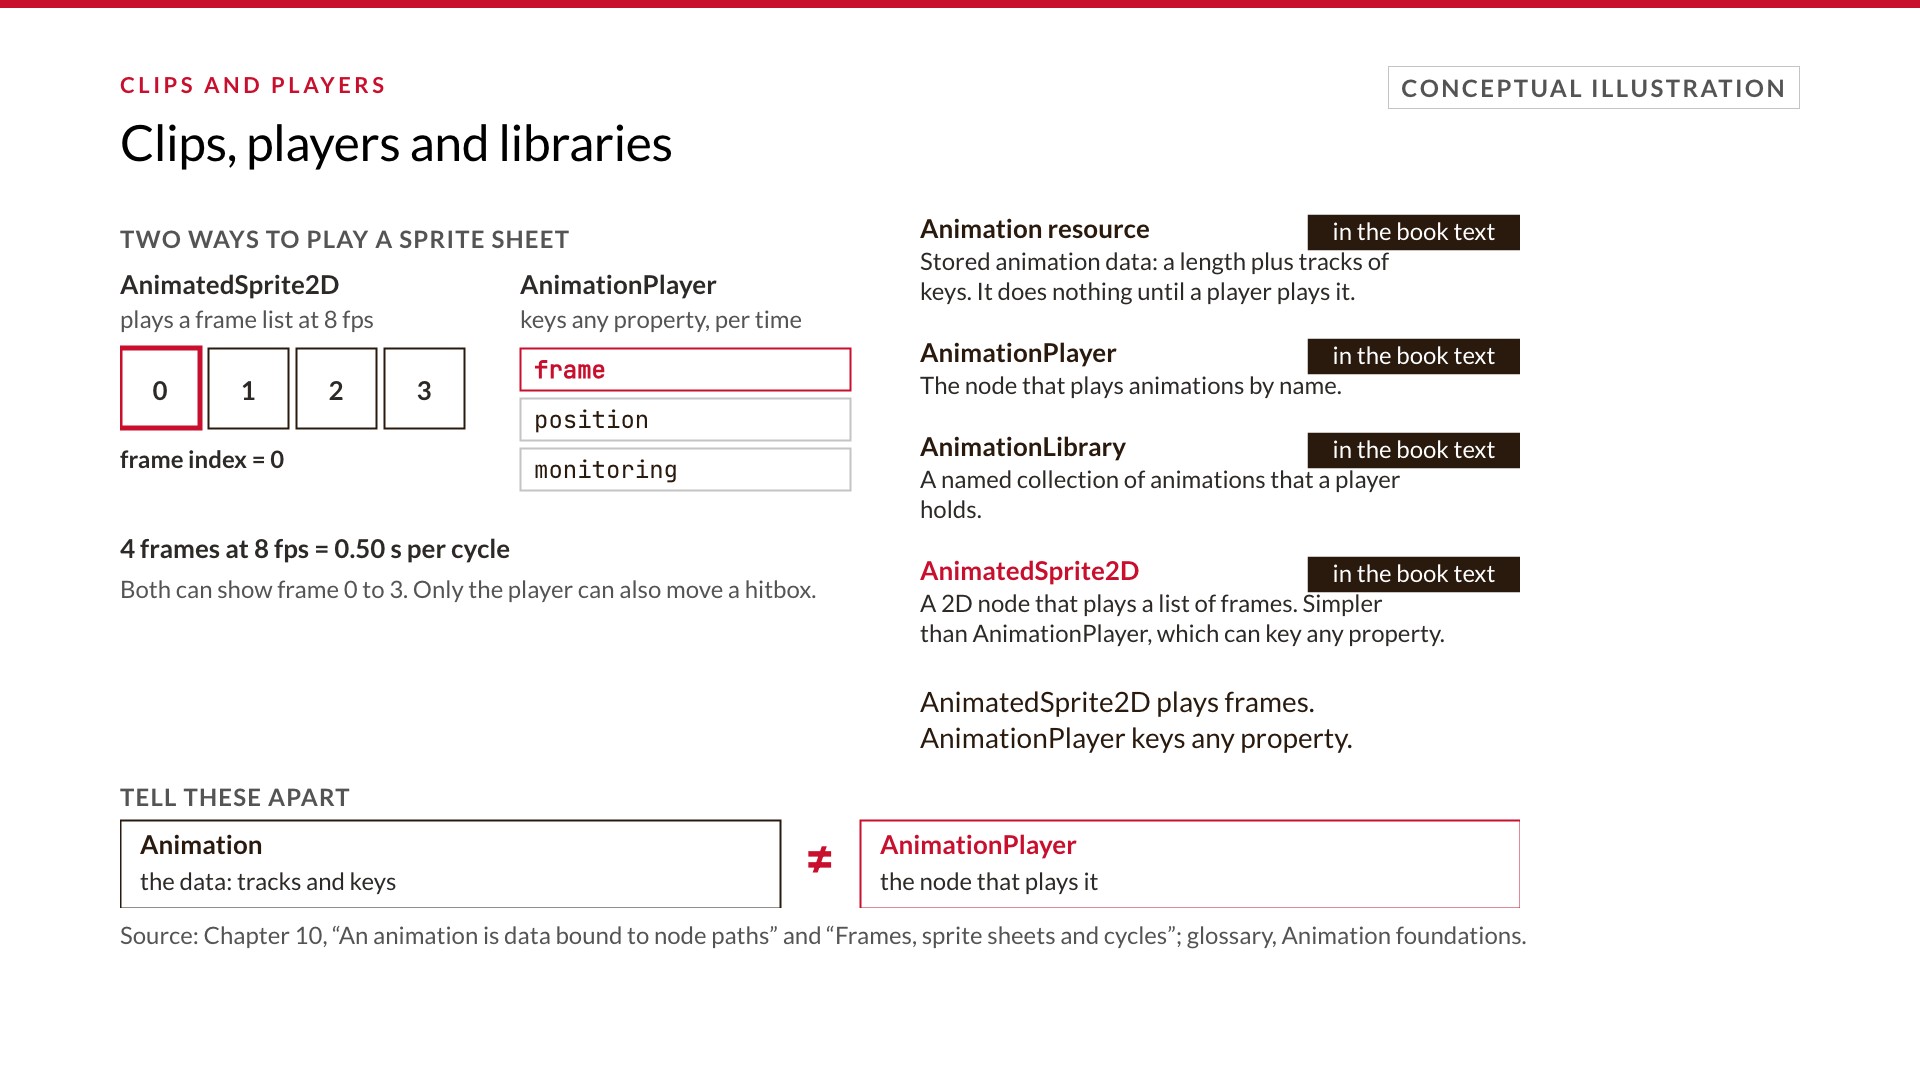 CLIPS AND PLAYERS
CONCEPTUAL ILLUSTRATION
Clips, players and libraries
TWO WAYS TO PLAY A SPRITE SHEET
AnimatedSprite2D
plays a frame list at 8 fps
0 1 2 3
frame index = 0
AnimationPlayer
keys any property, per time
frame
position
monitoring
4 frames at 8 fps = 0.50 s per cycle
Both can show frame 0 to 3. Only the player can also move a hitbox.
Animation resource
in the book text
Stored animation data: a length plus tracks of
keys. It does nothing until a player plays it.
AnimationPlayer
in the book text
The node that plays animations by name.
AnimationLibrary
in the book text
A named collection of animations that a player
holds.
AnimatedSprite2D
in the book text
A 2D node that plays a list of frames. Simpler
than AnimationPlayer, which can key any property.
AnimatedSprite2D plays frames.
AnimationPlayer keys any property.
TELL THESE APART
Animation
the data: tracks and keys
≠
AnimationPlayer
the node that plays it
Source: Chapter 10, “An animation is data bound to node paths” and “Frames, sprite sheets and cycles”; glossary, Animation foundations.